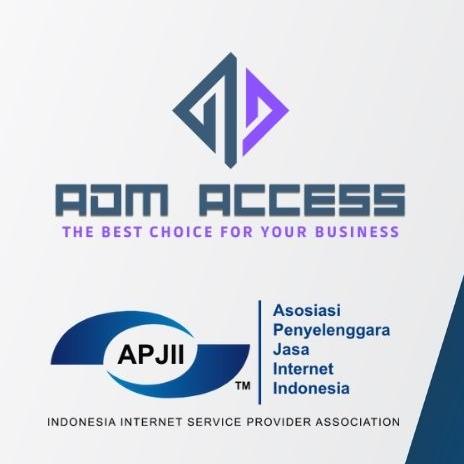 ADM ACCESS
THE BEST CHOICE FOR YOUR BUSINESS
APJII
TM
Asosiasi
Penyelenggara
Jasa
Internet
Indonesia
INDONESIA INTERNET SERVICE PROVIDER ASSOCIATION